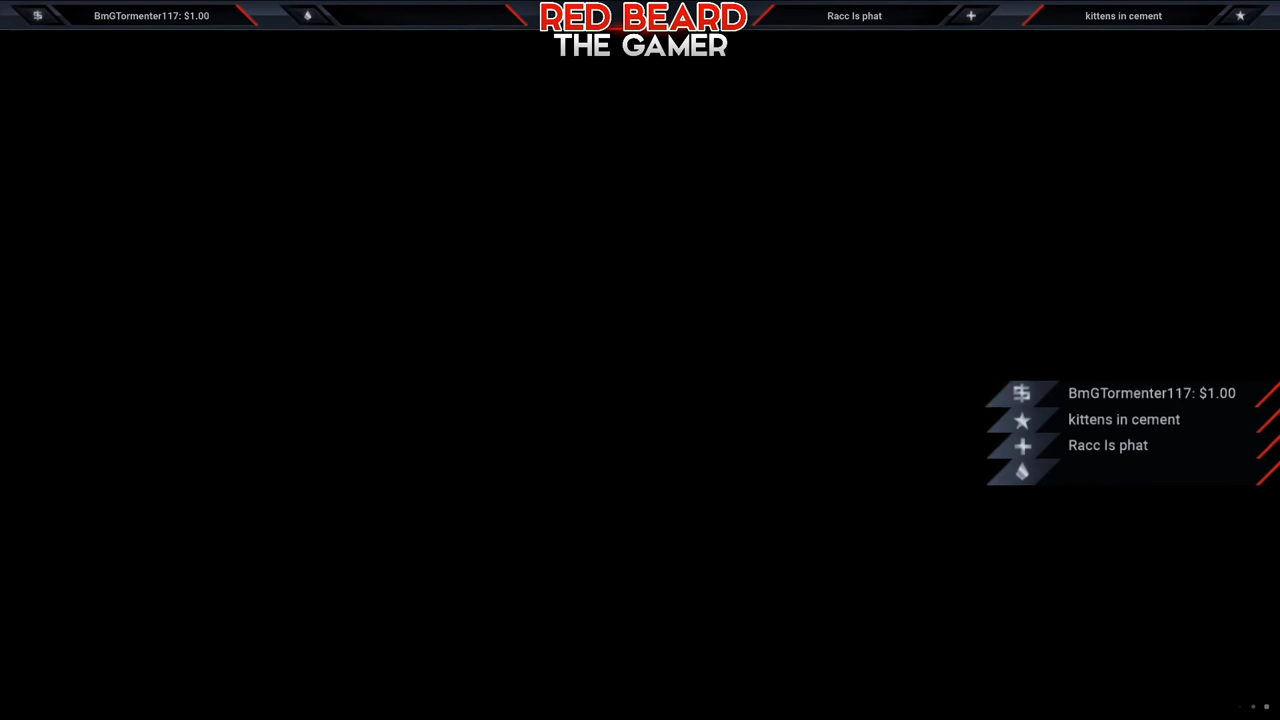 BmGTormenter117: $1.00
RED BEARD
THE GAMER
Racc Is phat
kittens in cement
BmGTormenter117: $1.00
kittens in cement
Racc Is phat